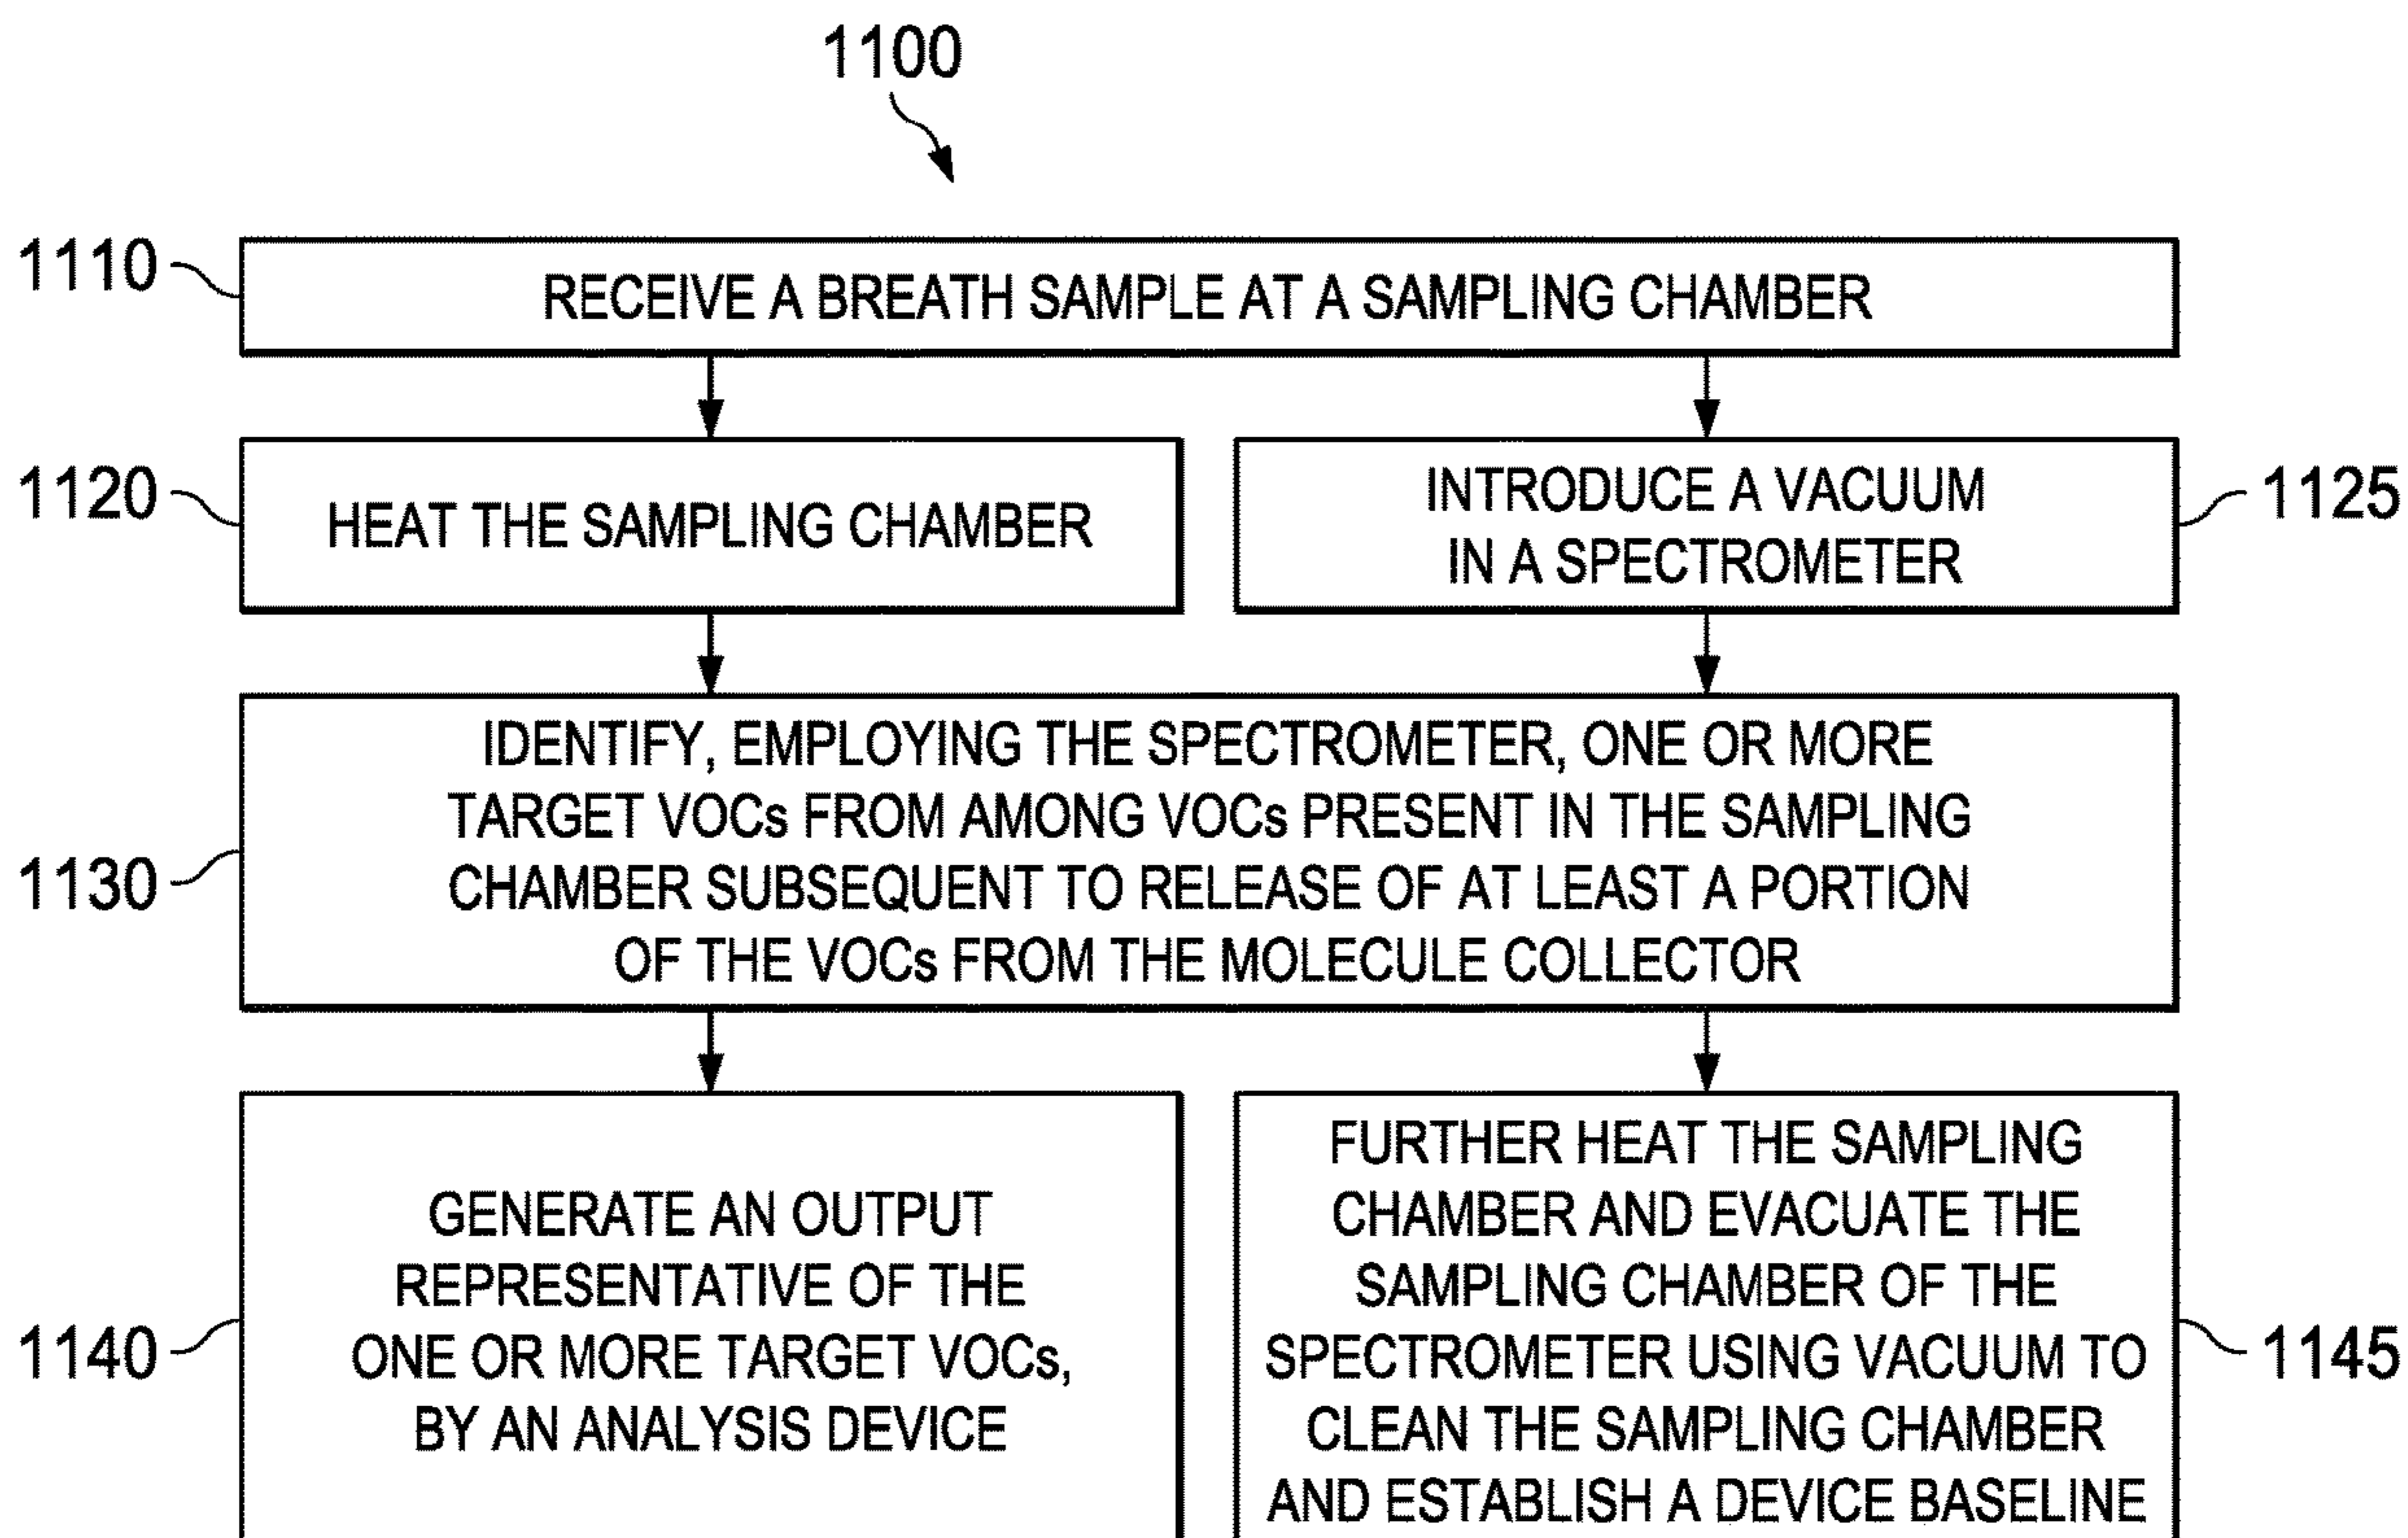 1100
1110
RECEIVE A BREATH SAMPLE AT A SAMPLING CHAMBER
1120
HEAT THE SAMPLING CHAMBER
INTRODUCE A VACUUM
IN A SPECTROMETER
1125
1130
IDENTIFY, EMPLOYING THE SPECTROMETER, ONE OR MORE
TARGET VOCs FROM AMONG VOCs PRESENT IN THE SAMPLING
CHAMBER SUBSEQUENT TO RELEASE OF AT LEAST A PORTION
OF THE VOCs FROM THE MOLECULE COLLECTOR
1140
GENERATE AN OUTPUT
REPRESENTATIVE OF THE
ONE OR MORE TARGET VOCs,
BY AN ANALYSIS DEVICE
FURTHER HEAT THE SAMPLING
CHAMBER AND EVACUATE THE
SAMPLING CHAMBER OF THE
SPECTROMETER USING VACUUM TO
CLEAN THE SAMPLING CHAMBER
AND ESTABLISH A DEVICE BASELINE
1145